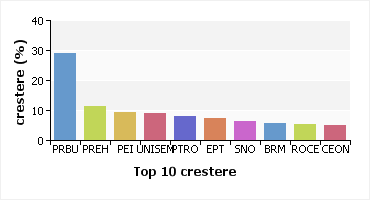 crestere (%)
40
30
20
10
0
PRBU PREH PEI UNISEM PTRO EPT SNO BRM ROCE CEON
Top 10 crestere